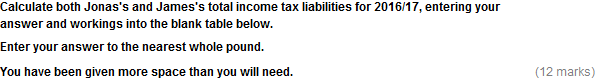 Calculate both Jonas's and James's total income tax liabilities for 2016/17, entering your
answer and workings into the blank table below.
Enter your answer to the nearest whole pound.
You have been given more space than you will need. (12 marks)